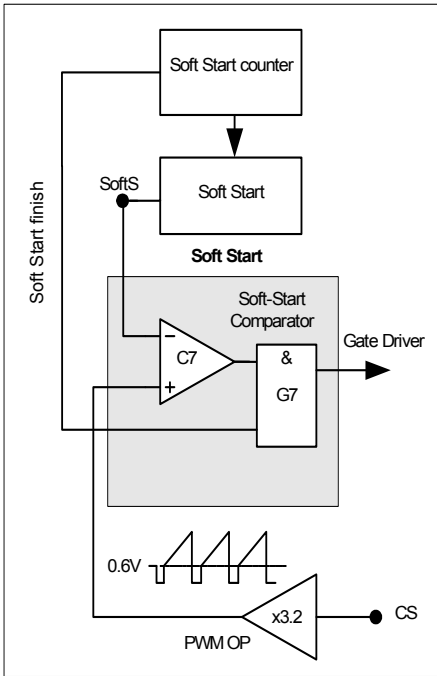 Soft Start counter
Soft Start finish
SoftS
Soft Start
Soft Start
Soft-Start
Comparator
Gate Driver
−
C7
+
&
G7
0.6V
x3.2
CS
PWM OP